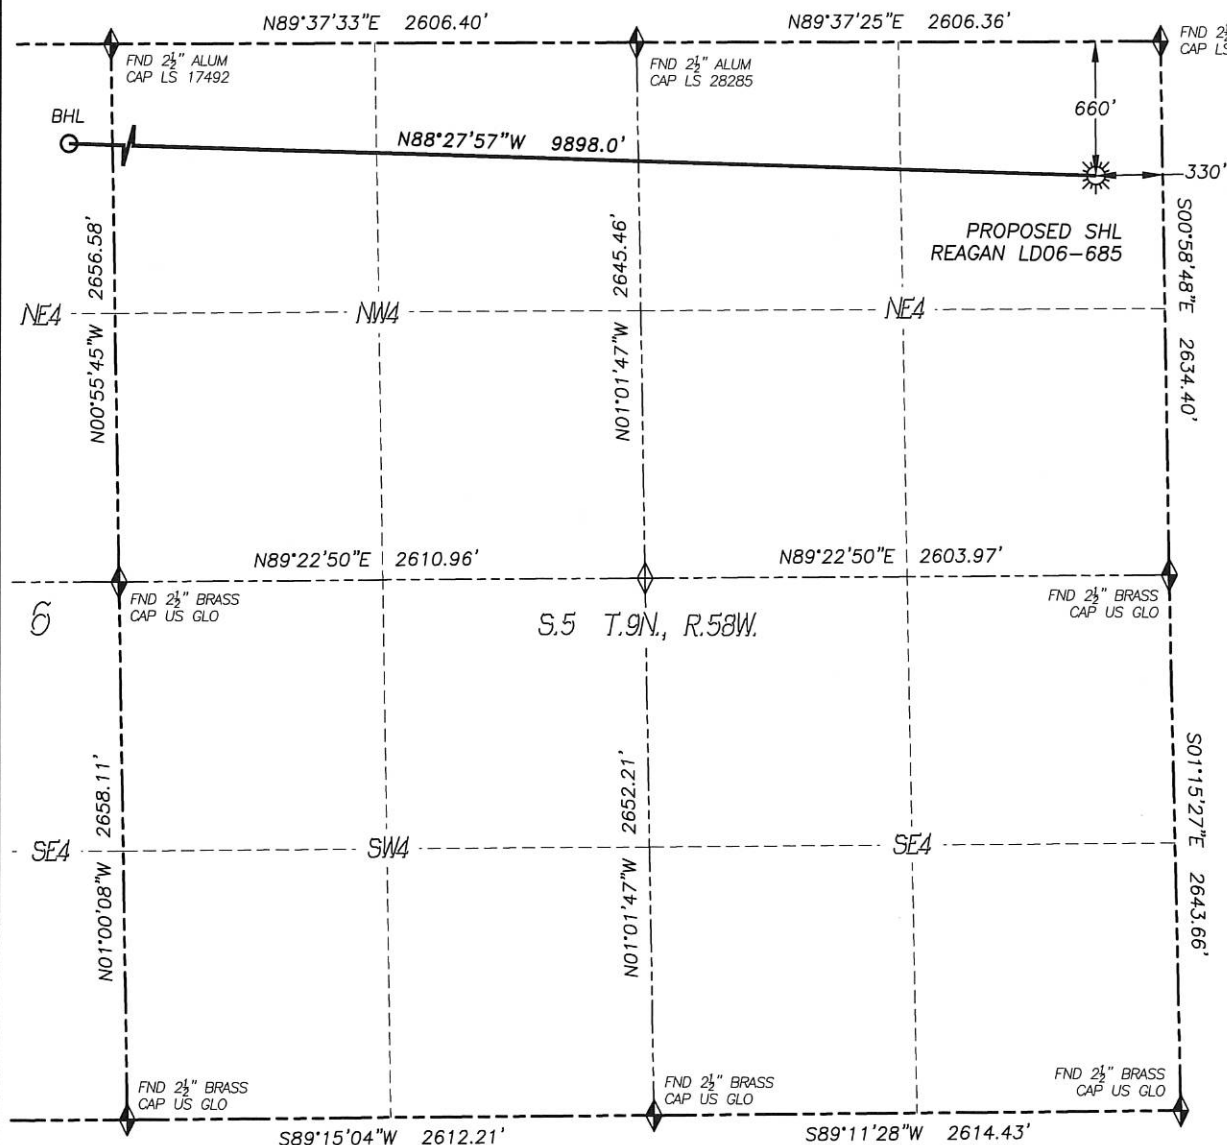 N89°37'33"E 2606.40'
N89°37'25"E 2606.36'
FND 2½" ALUM
CAP LS 17492
FND 2½" ALUM
CAP LS 28285
FND 2½
CAP LS
BHL
N88°27'57"W 9898.0'
660'
330'
PROPOSED SHL
REAGAN LD06-685
N00°55'45"W 2656.58'
N01°01'47"W 2645.46'
S00°58'48"E 2634.40'
NE4
NW4
NE4
N89°22'50"E 2610.96'
N89°22'50"E 2603.97'
FND 2½" BRASS
CAP US GLO
FND 2½" BRASS
CAP US GLO
6
S.5 T.9N., R.58W.
N01°00'08"W 2658.11'
N01°01'47"W 2652.21'
S01°15'27"E 2643.66'
SE4
SW4
SE4
FND 2½" BRASS
CAP US GLO
FND 2½" BRASS
CAP US GLO
FND 2½" BRASS
CAP US GLO
S89°15'04"W 2612.21'
S89°11'28"W 2614.43'